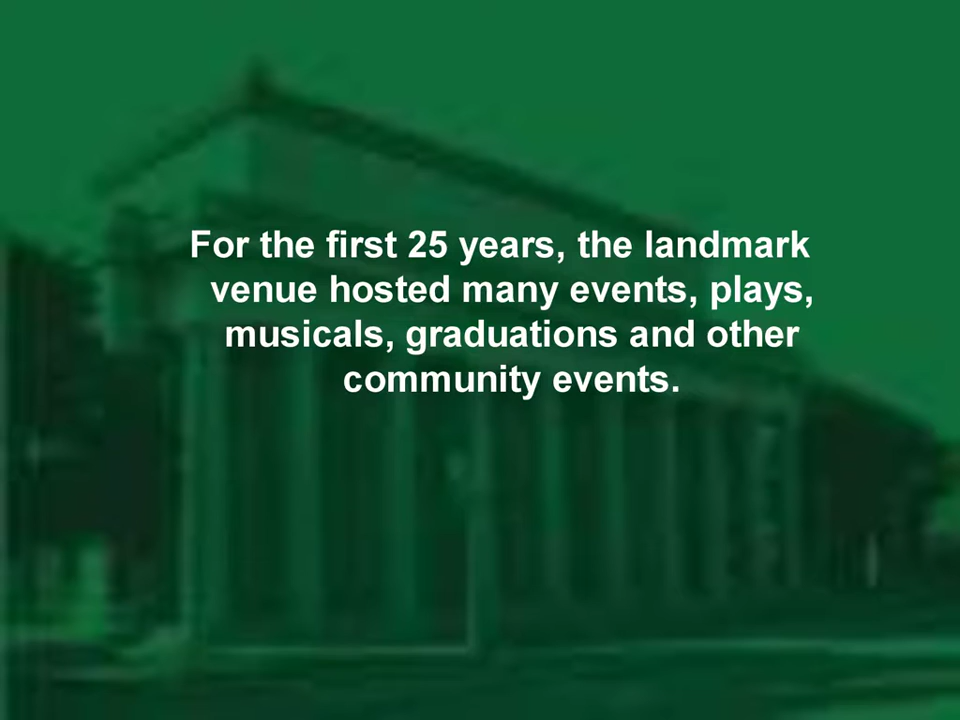 For the first 25 years, the landmark
venue hosted many events, plays,
musicals, graduations and other
community events.